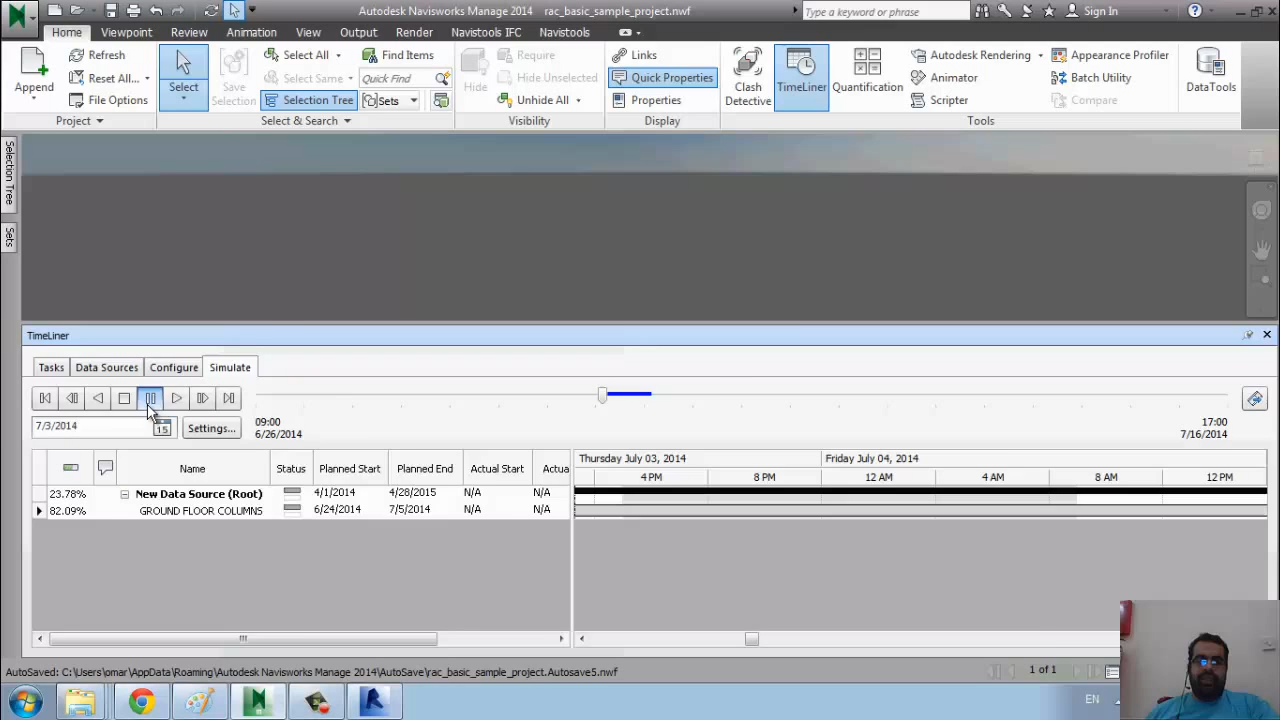 Autodesk Navisworks Manage 2014 rac_basic_sample_project.nwf
Type a keyword or phrase
Sign In
Home Viewpoint Review View Animation Output Render Navistools IFC Navistools
Append
Refresh
Reset All...
File Options
Project
Select
Save Selection
Select All
Select Same
Selection Tree
Find Items
Quick Find
Sets
Select & Search
Hide
Require
Hide Unselected
Unhide All
Visibility
Links
Quick Properties
Properties
Display
Clash Detective
TimeLiner
Quantification
Autodesk Rendering
Animator
Scripter
Appearance Profiler
Batch Utility
Compare
Tools
DataTools
Selection Tree
Sets
TimeLiner
Tasks Data Sources Configure Simulate
7/3/2014
15
Settings...
09:00
6/26/2014
17:00
7/16/2014
Name Status Planned Start Planned End Actual Start Actua
23.78% New Data Source (Root) 4/1/2014 4/28/2015 N/A N/A
82.09% GROUND FLOOR COLUMNS 6/24/2014 7/5/2014 N/A N/A
Thursday July 03, 2014 Friday July 04, 2014
4 PM 8 PM 12 AM 4 AM 8 AM 12 PM
AutoSaved: C:\Users\omar\AppData\Roaming\Autodesk Navisworks Manage 2014\AutoSave\rac_basic_sample_project.Autosave5.nwf
1 of 1
EN